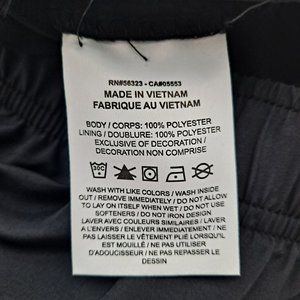 RN#56323 - CA#05553
MADE IN VIETNAM
FABRIQUE AU VIETNAM
BODY / CORPS: 100% POLYESTER
LINING / DOUBLURE: 100% POLYESTER
EXCLUSIVE OF DECORATION /
DECORATION NON COMPRISE
30C
WASH WITH LIKE COLORS / WASH INSIDE
OUT / REMOVE IMMEDIATELY / DO NOT ALLOW
TO LAY ON ITSELF WHEN WET / DO NOT USE
SOFTENERS / DO NOT IRON DESIGN
LAVER AVEC COULEURS SIMILAIRES / LAVER
A L'ENVERS / ENLEVER IMMEDIATEMENT / NE
PAS LAISSER LE VÊTEMENT PLIÉ LORSQU'IL
EST MOUILLÉ / NE PAS UTILISER
D'ADOUCISSEUR / NE PAS REPASSER LE
DESSIN